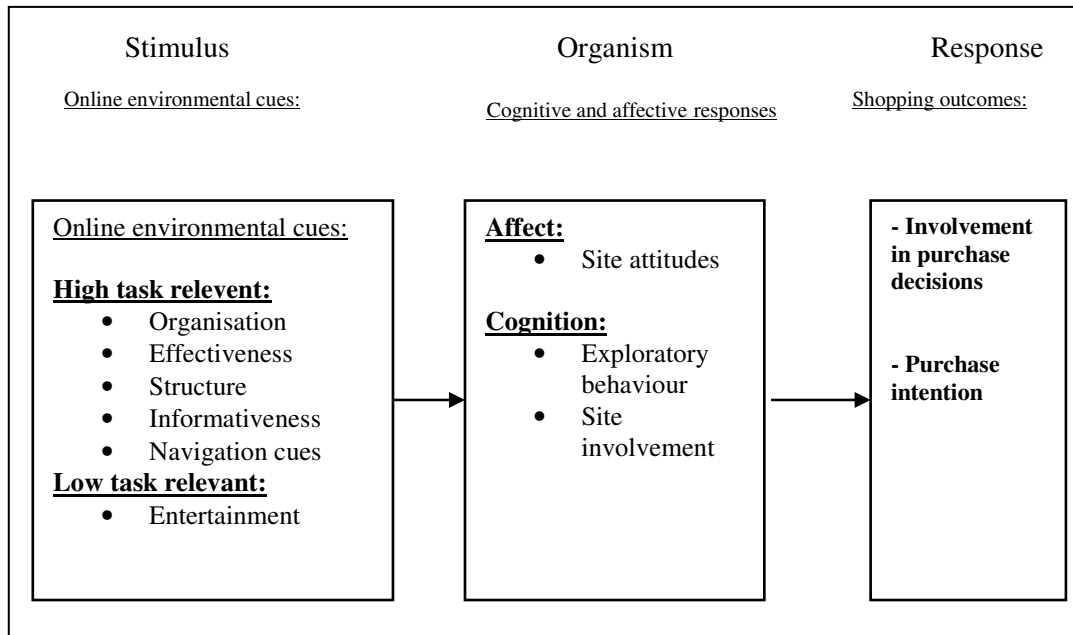 Stimulus
Organism
Response
Online environmental cues:
Cognitive and affective responses
Shopping outcomes:
Online environmental cues:
High task relevent:
• Organisation
• Effectiveness
• Structure
• Informativeness
• Navigation cues
Low task relevant:
• Entertainment
Affect:
• Site attitudes
Cognition:
• Exploratory
behaviour
• Site
involvement
- Involvement
in purchase
decisions
- Purchase
intention